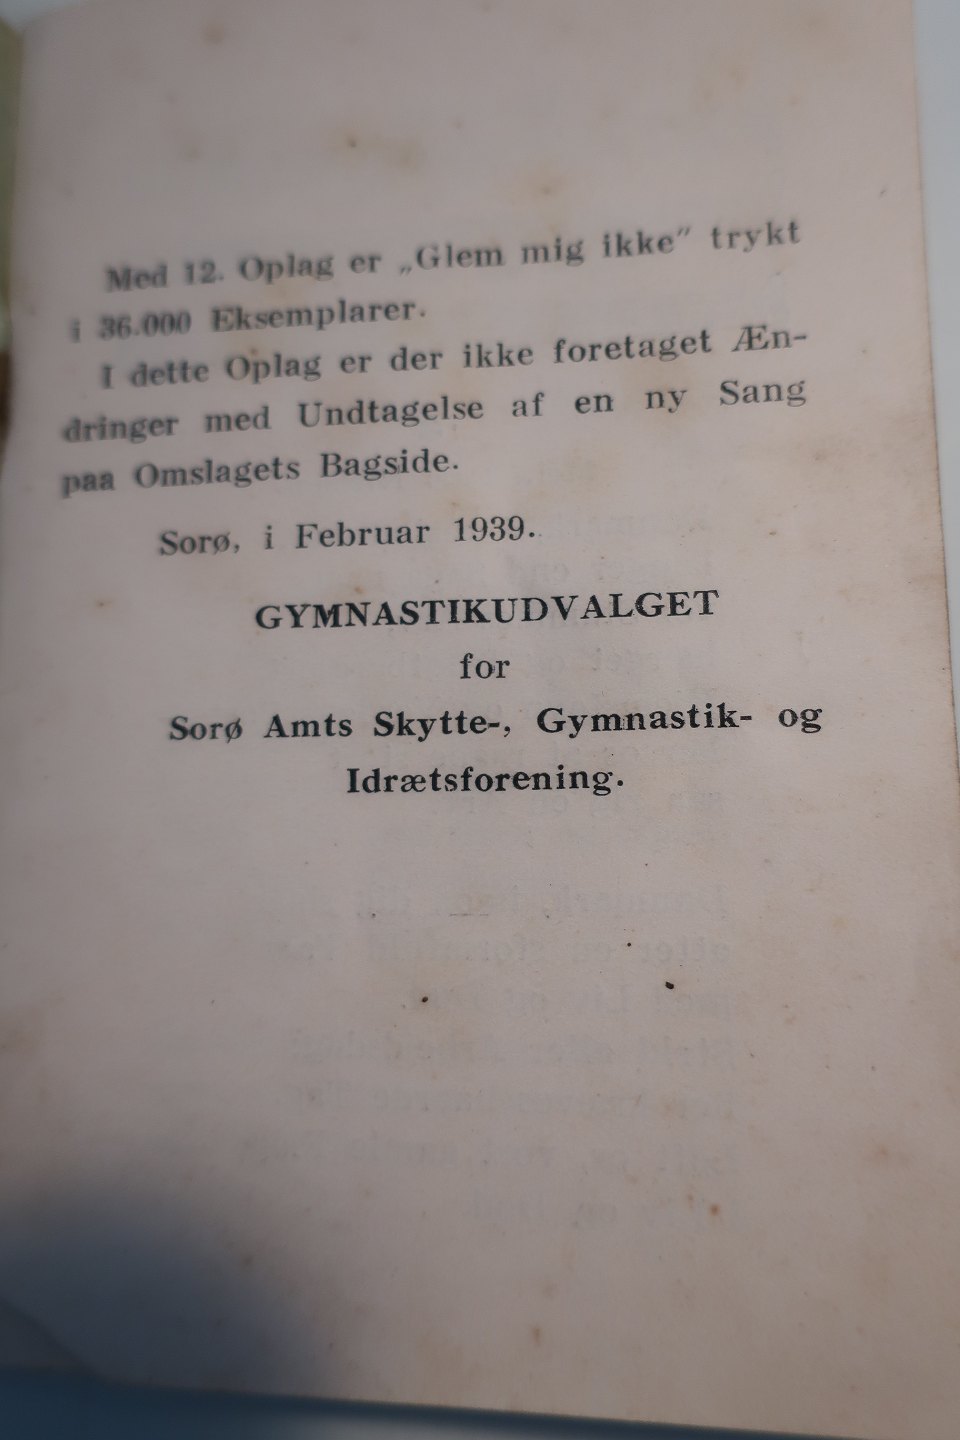 Med 12. Oplag er „Glem mig ikke” trykt
i 36.000 Eksemplarer.
I dette Oplag er der ikke foretaget Æn-
dringer med Undtagelse af en ny Sang
paa Omslagets Bagside.
Sorø, i Februar 1939.
GYMNASTIKUDVALGET
for
Sorø Amts Skytte-, Gymnastik- og
Idrætsforening.